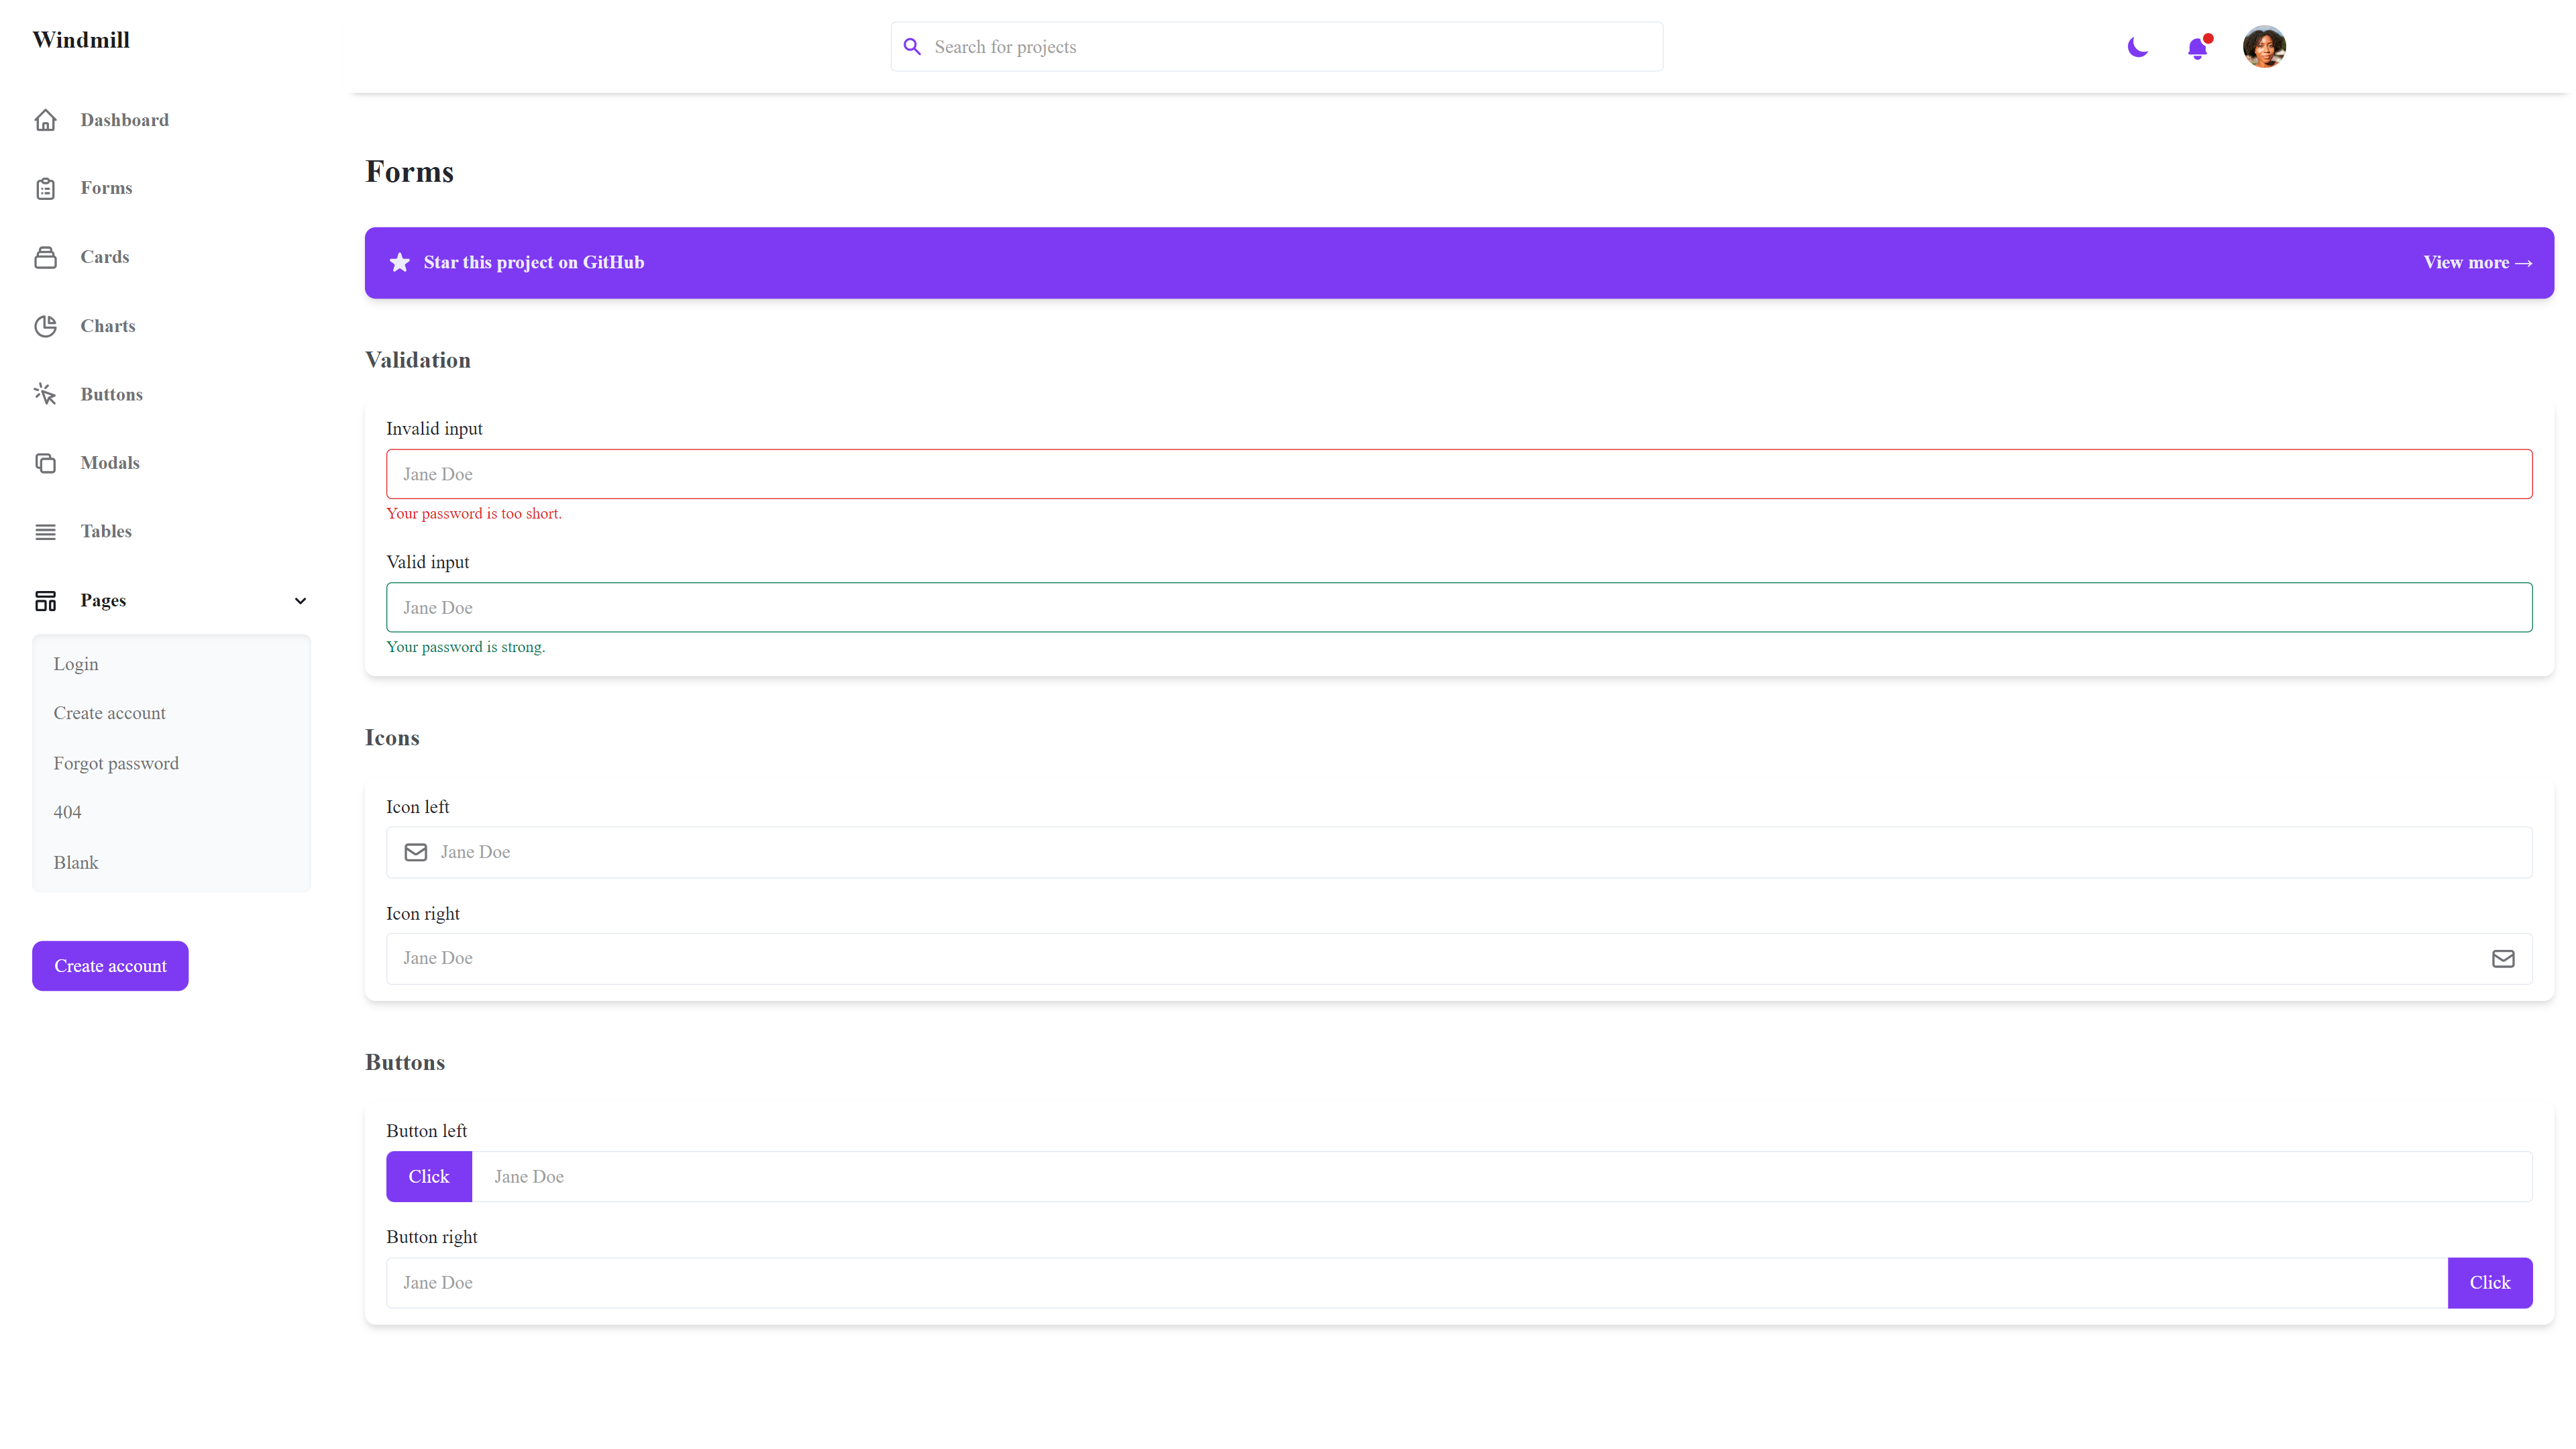 Windmill
Search for projects
Dashboard
Forms
Cards
Charts
Buttons
Modals
Tables
Pages
Login
Create account
Forgot password
404
Blank
Create account
Forms
Star this project on GitHub
View more →
Validation
Invalid input
Jane Doe
Your password is too short.
Valid input
Jane Doe
Your password is strong.
Icons
Icon left
Jane Doe
Icon right
Jane Doe
Buttons
Button left
Click
Jane Doe
Button right
Jane Doe
Click